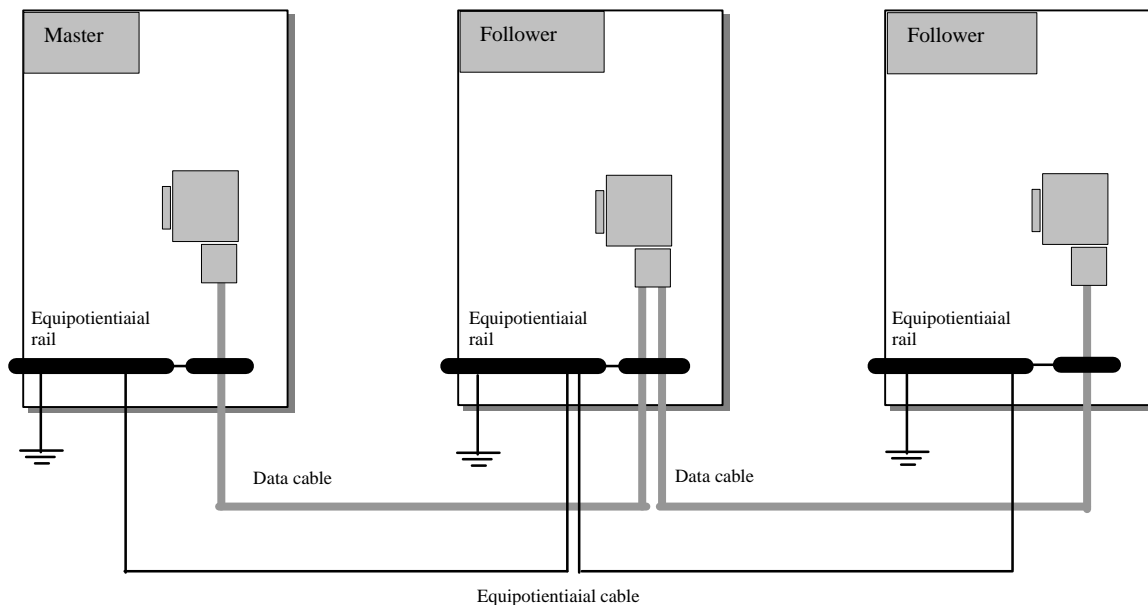 Master
Follower
Follower
Equipotientiaial
rail
Equipotientiaial
rail
Equipotientiaial
rail
Data cable
Data cable
Equipotientiaial cable